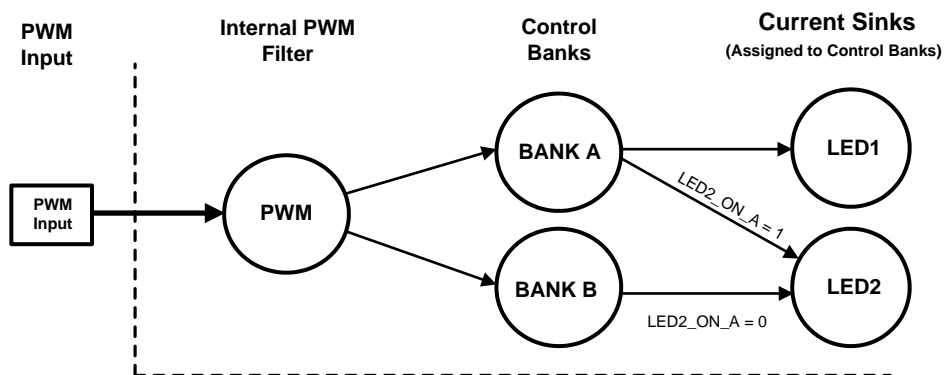 PWM
Input
Internal PWM
Filter
Control
Banks
Current Sinks
(Assigned to Control Banks)
PWM
Input
PWM
BANK A
BANK B
LED1
LED2
LED2_ON_A = 1
LED2_ON_A = 0